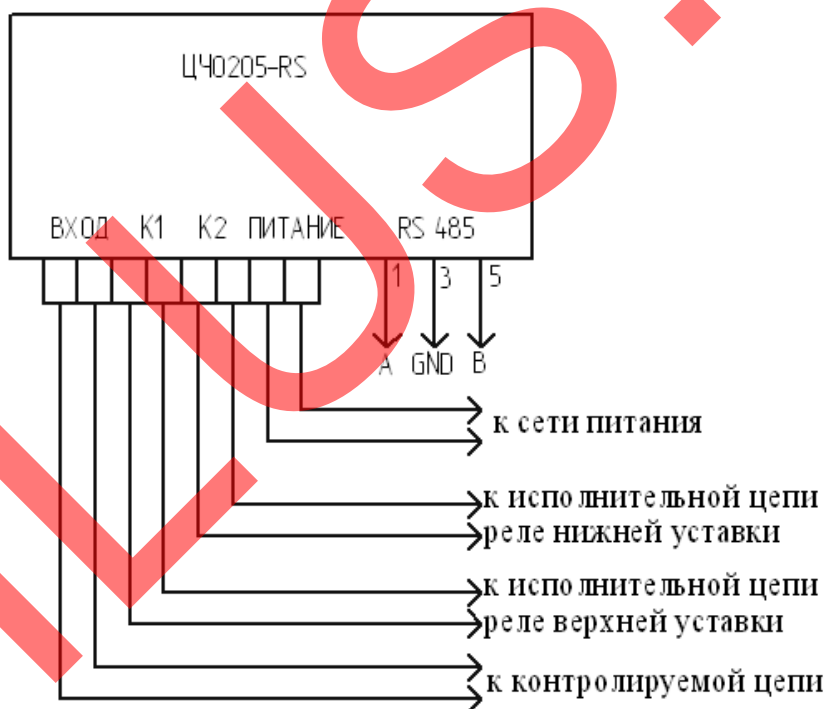 ЦЧ0205-RS
ВХОД К1 К2 ПИТАНИЕ RS 485
1 3 5
A GND B
к сети питания
к исполнительной цепи
реле нижней уставки
к исполнительной цепи
реле верхней уставки
к контролируемой цепи